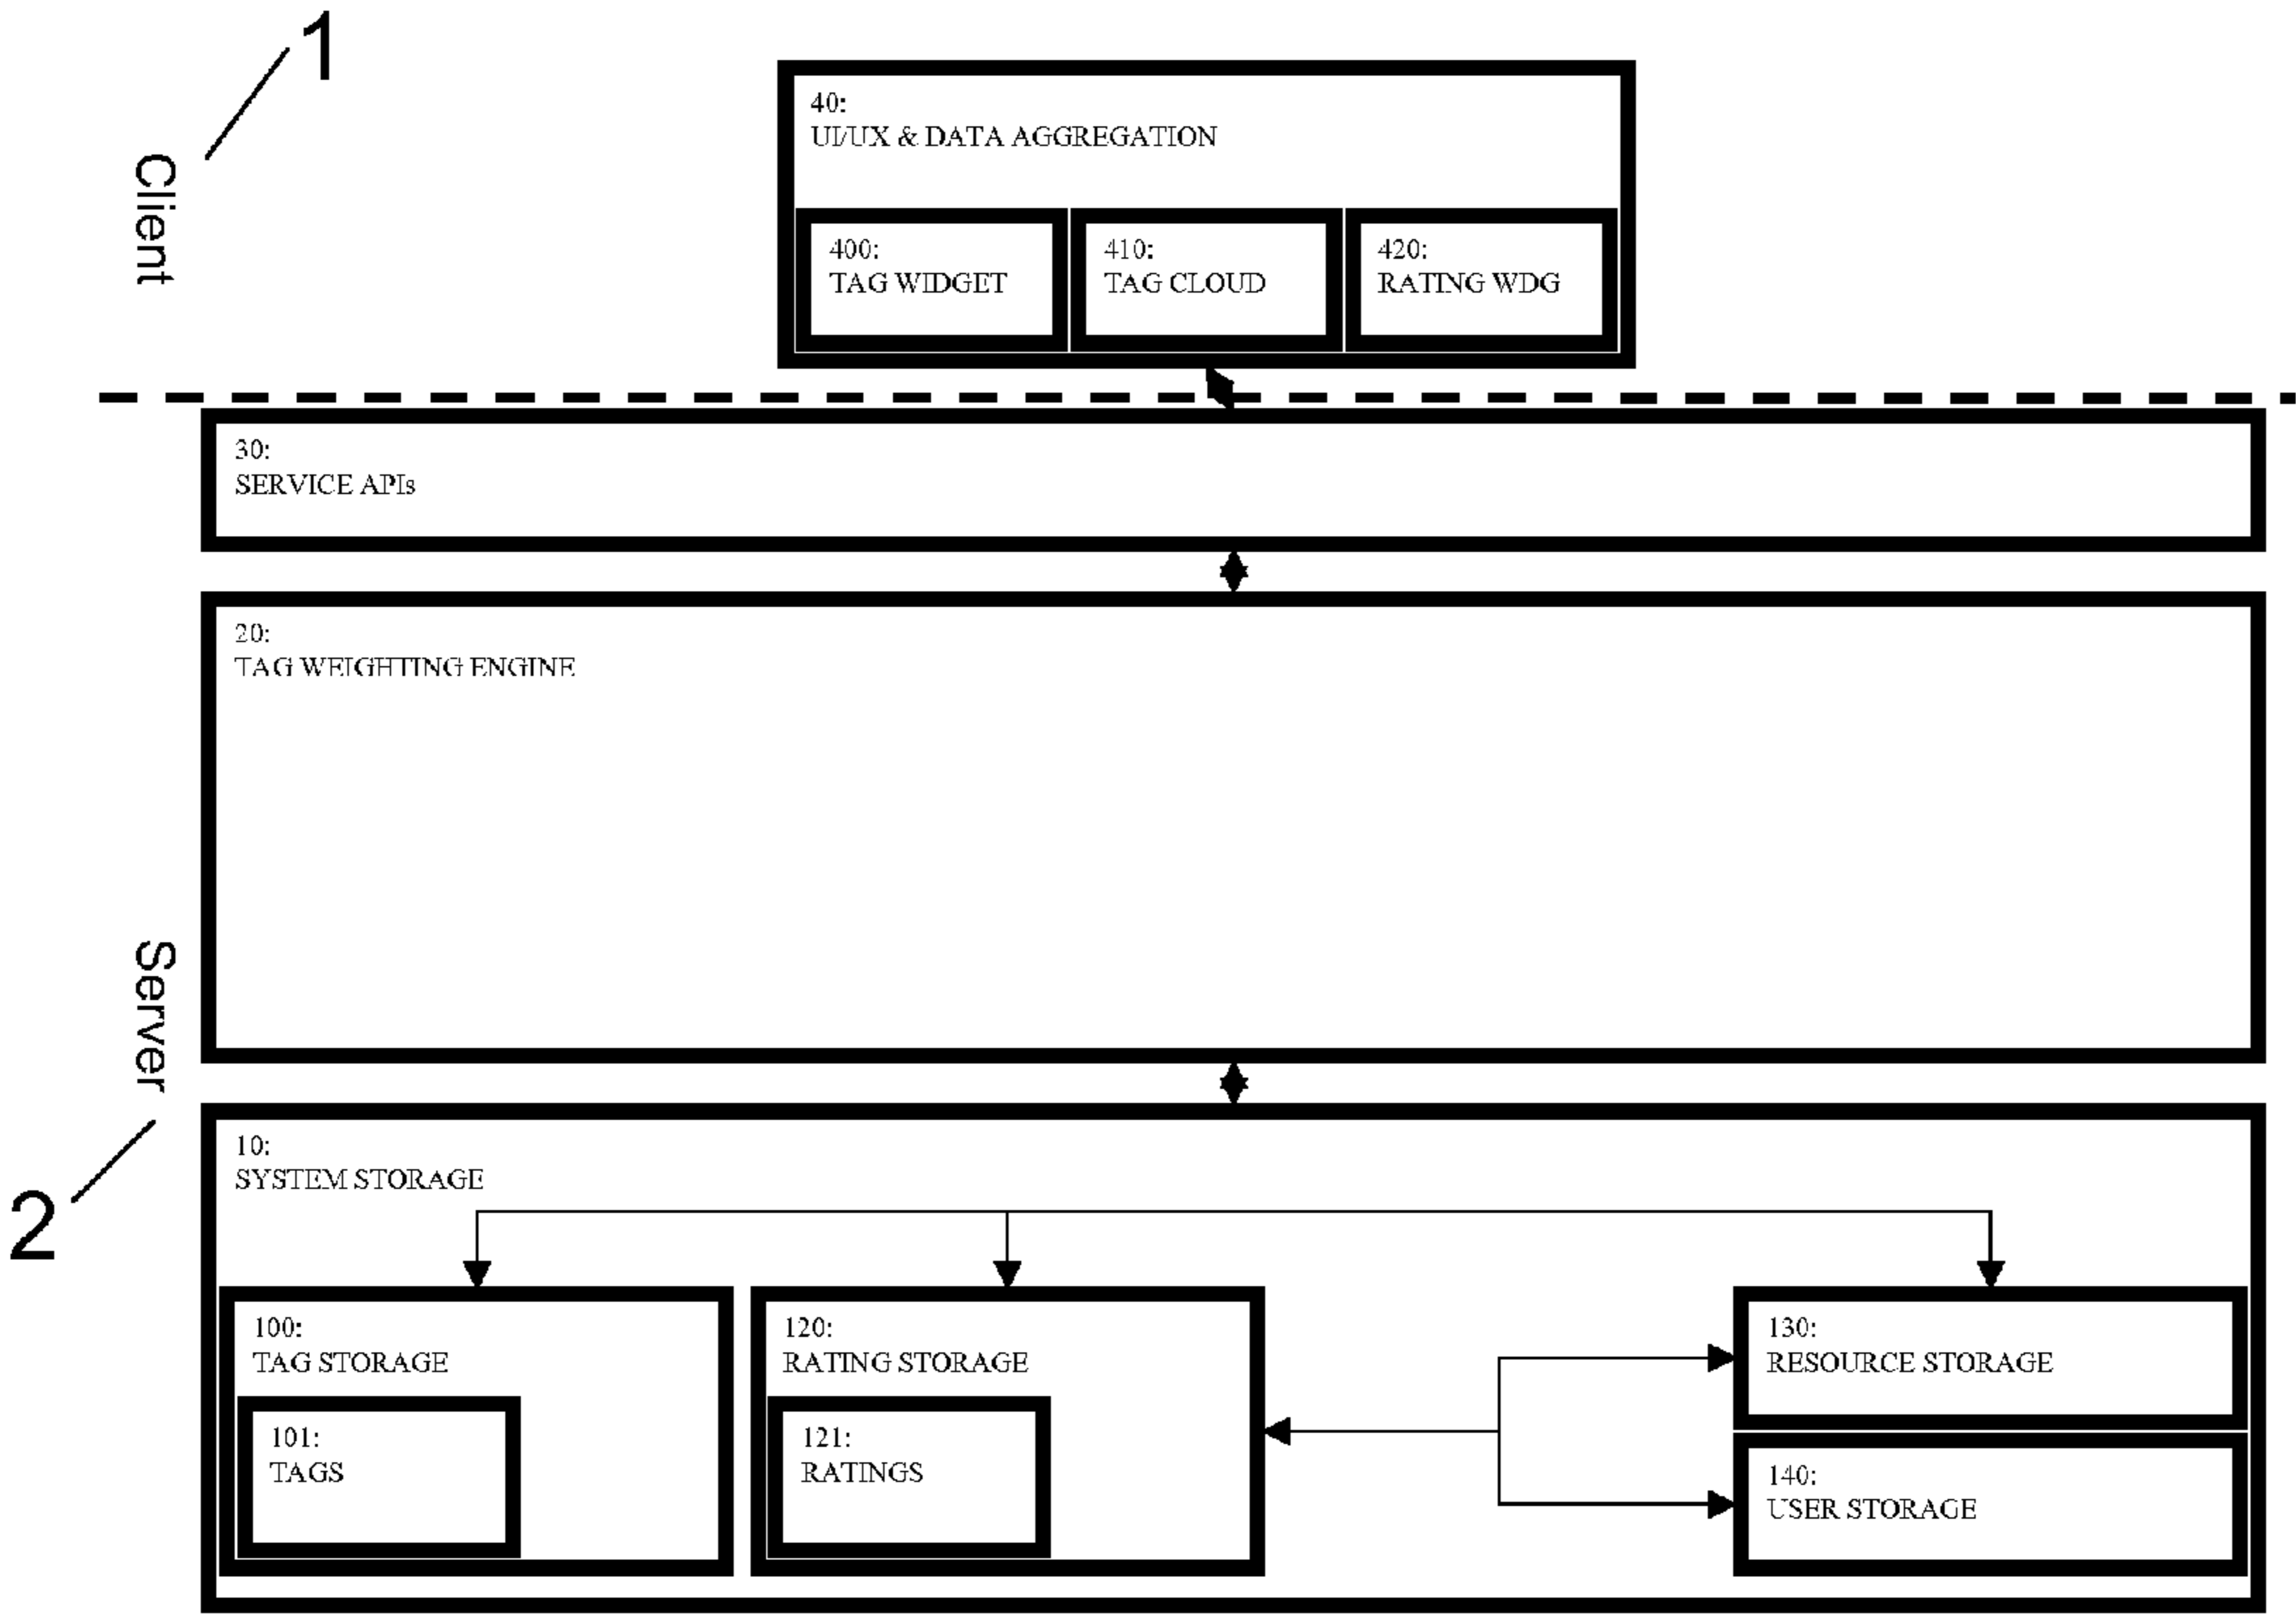 1
Client
40:
UI/UX & DATA AGGREGATION
400:
TAG WIDGET
410:
TAG CLOUD
420:
RATING WDG
30:
SERVICE APIs
20:
TAG WEIGHTING ENGINE
Server
2
10:
SYSTEM STORAGE
100:
TAG STORAGE
101:
TAGS
120:
RATING STORAGE
121:
RATINGS
130:
RESOURCE STORAGE
140:
USER STORAGE